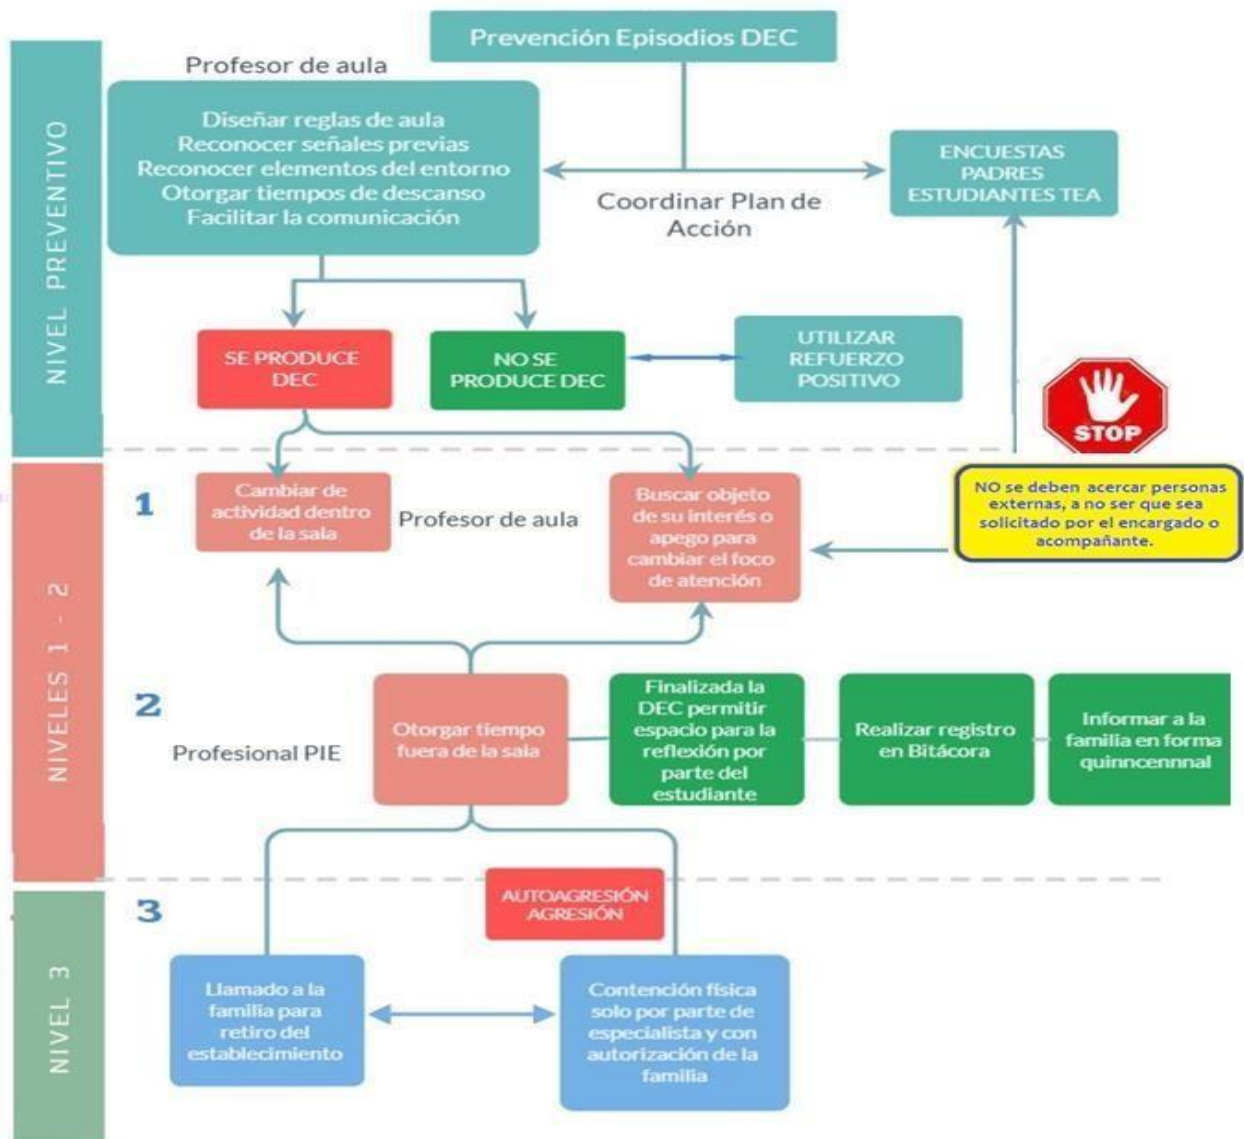 Prevención Episodios DEC
NIVEL PREVENTIVO
Profesor de aula
Diseñar reglas de aula
Reconocer señales previas
Reconocer elementos del entorno
Otorgar tiempos de descanso
Facilitar la comunicación
Coordinar Plan de
Acción
ENCUESTAS
PADRES
ESTUDIANTES TEA
SE PRODUCE
DEC
NO SE
PRODUCE DEC
UTILIZAR
REFUERZO
POSITIVO
STOP
NO se deben acercar personas
externas, a no ser que sea
solicitado por el encargado o
acompañante.
NIVELES 1 - 2
1
Cambiar de
actividad dentro
de la sala
Profesor de aula
Buscar objeto
de su interés o
apego para
cambiar el foco
de atención
2
Profesional PIE
Otorgar tiempo
fuera de la sala
Finalizada la
DEC permitir
espacio para la
reflexión por
parte del
estudiante
Realizar registro
en Bitácora
Informar a la
familia en forma
quinncennnal
NIVEL 3
3
AUTOAGRESIÓN
AGRESIÓN
Llamado a la
familia para
retiro del
establecimiento
Contención física
solo por parte de
especialista y con
autorización de la
familia